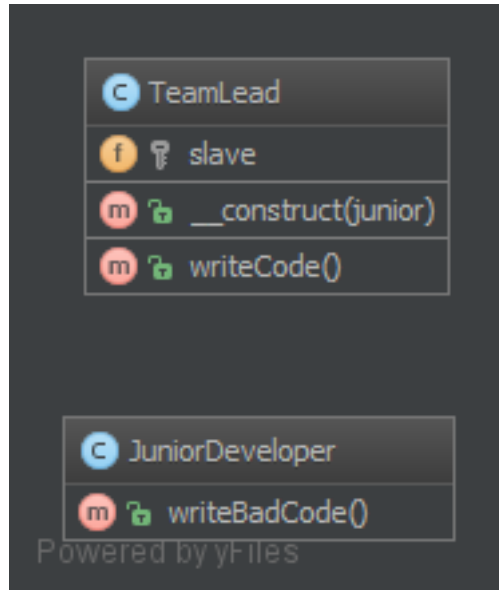 C TeamLead
f slave
m __construct(junior)
m writeCode()
C JuniorDeveloper
m writeBadCode()
Powered by yFiles